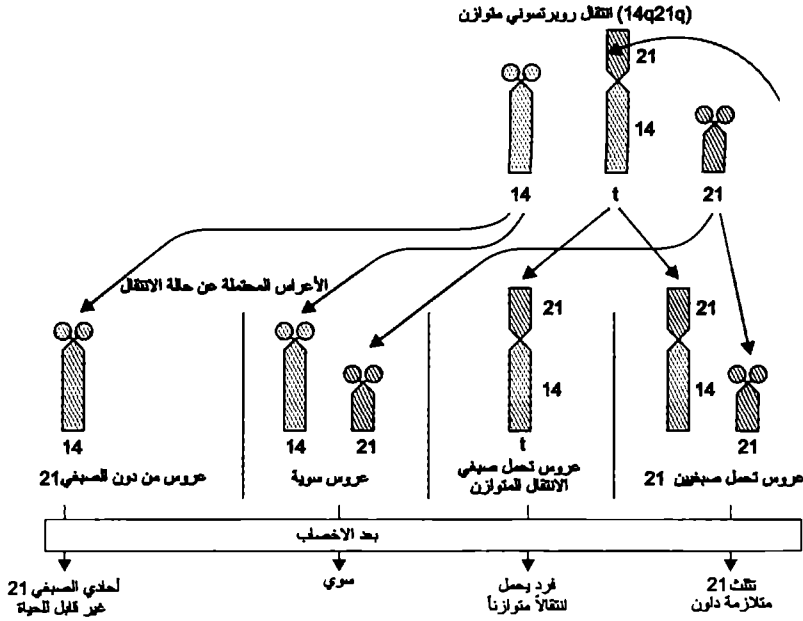 انتقال روبرتسوني متوازن (14q21q)
21
14
14
t
21
الأعراس المحتملة عن حالة الانتقال
21
14
21
14
14
14
21
t
21
عروس من دون الصبغي 21
عروس سوية
عروس تحمل صبغي
الانتقال المتوازن
عروس تحمل صبغيين 21
بعد الاخصاب
أحادي الصبغي 21
غير قابل للحياة
سوي
فرد يحمل
انتقالاً متوازناً
تثلث 21
متلازمة داون